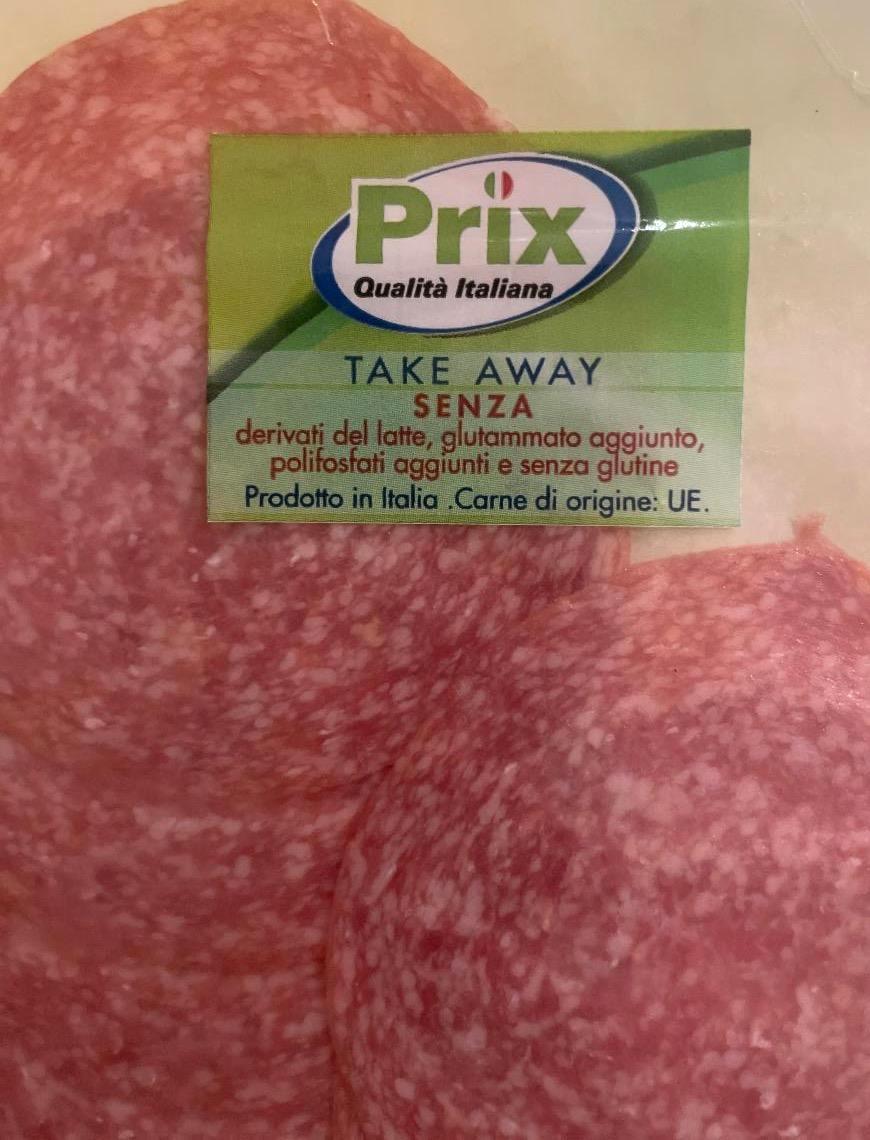 Prix
Qualità Italiana
TAKE AWAY
SENZA
derivati del latte, glutammato aggiunto,
polifosfati aggiunti e senza glutine
Prodotto in Italia .Carne di origine: UE.